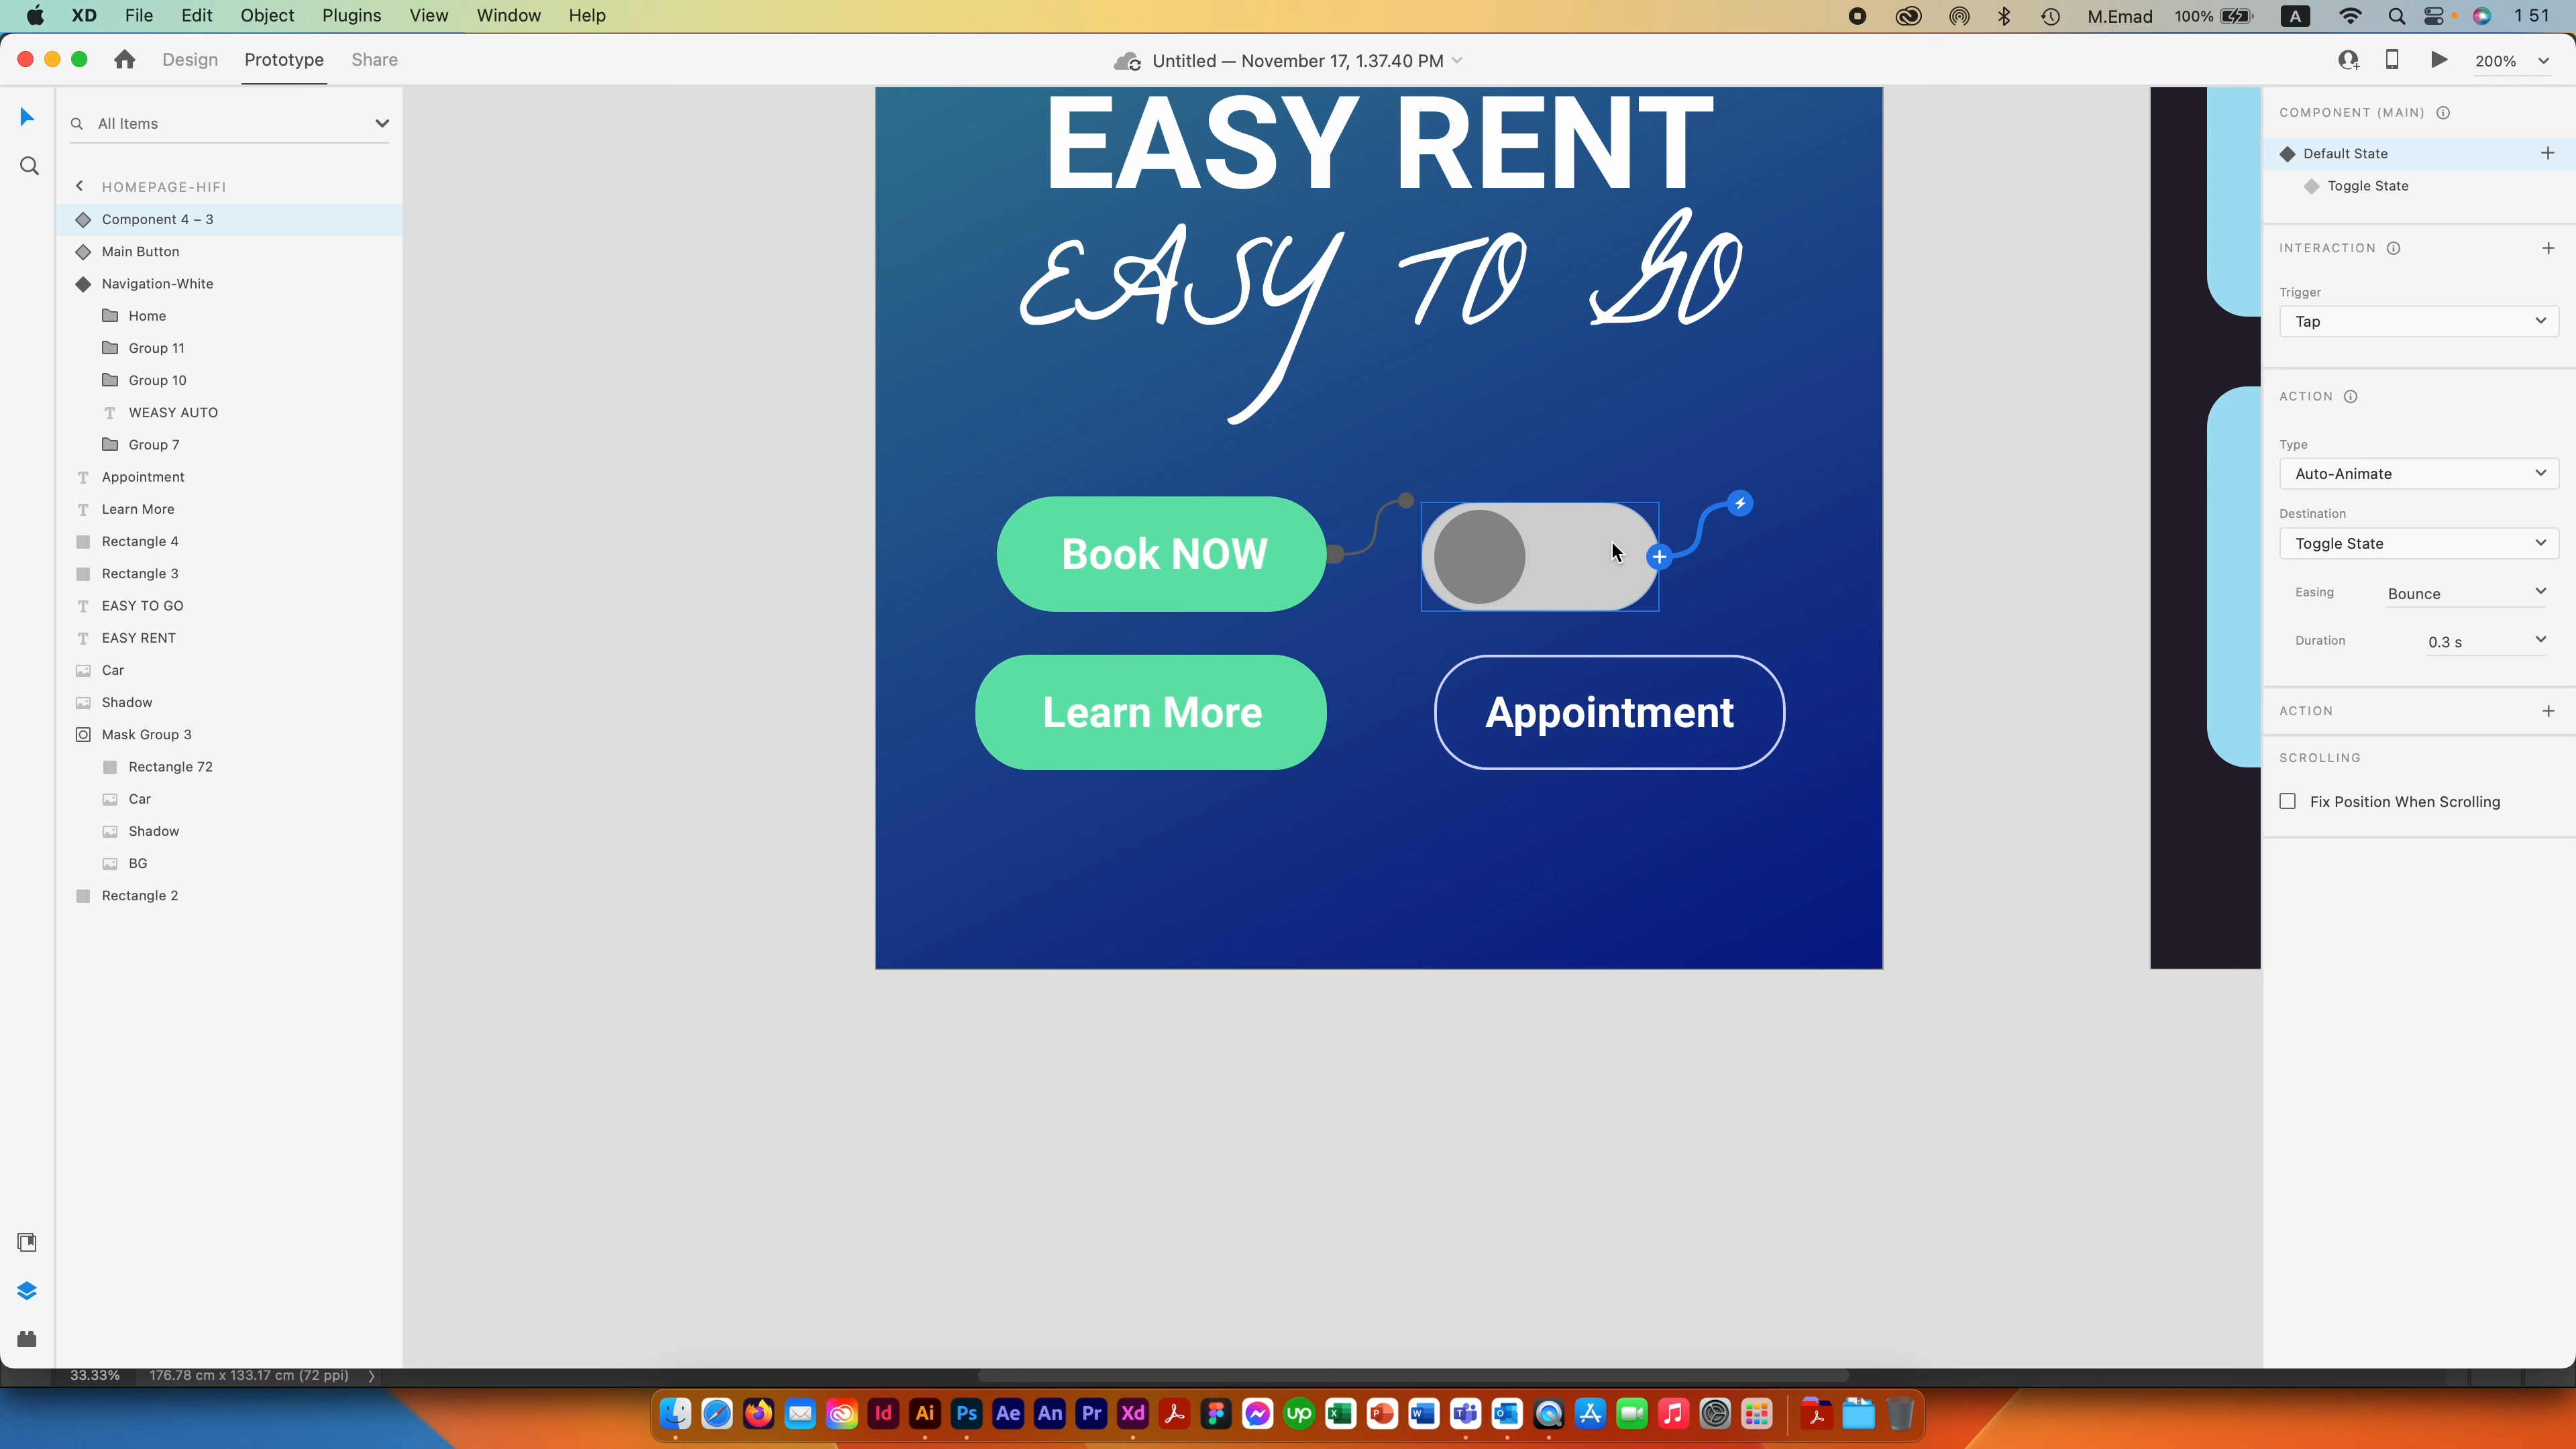 XD File Edit Object Plugins View Window Help
M.Emad 100% A 1 51
Design Prototype Share
Untitled — November 17, 1.37.40 PM
200%
All Items
HOMEPAGE-HIFI
Component 4 – 3
Main Button
Navigation-White
Home
Group 11
Group 10
T WEASY AUTO
Group 7
T Appointment
T Learn More
Rectangle 4
Rectangle 3
T EASY TO GO
T EASY RENT
Car
Shadow
Mask Group 3
Rectangle 72
Car
Shadow
BG
Rectangle 2
EASY RENT
EASY TO GO
Book NOW
Learn More
Appointment
COMPONENT (MAIN)
Default State
Toggle State
INTERACTION
Trigger
Tap
ACTION
Type
Auto-Animate
Destination
Toggle State
Easing Bounce
Duration 0.3 s
ACTION
SCROLLING
Fix Position When Scrolling
33.33% 176.78 cm x 133.17 cm (72 ppi)
Id Ai Ps Ae An Pr Xd up X P W T O A